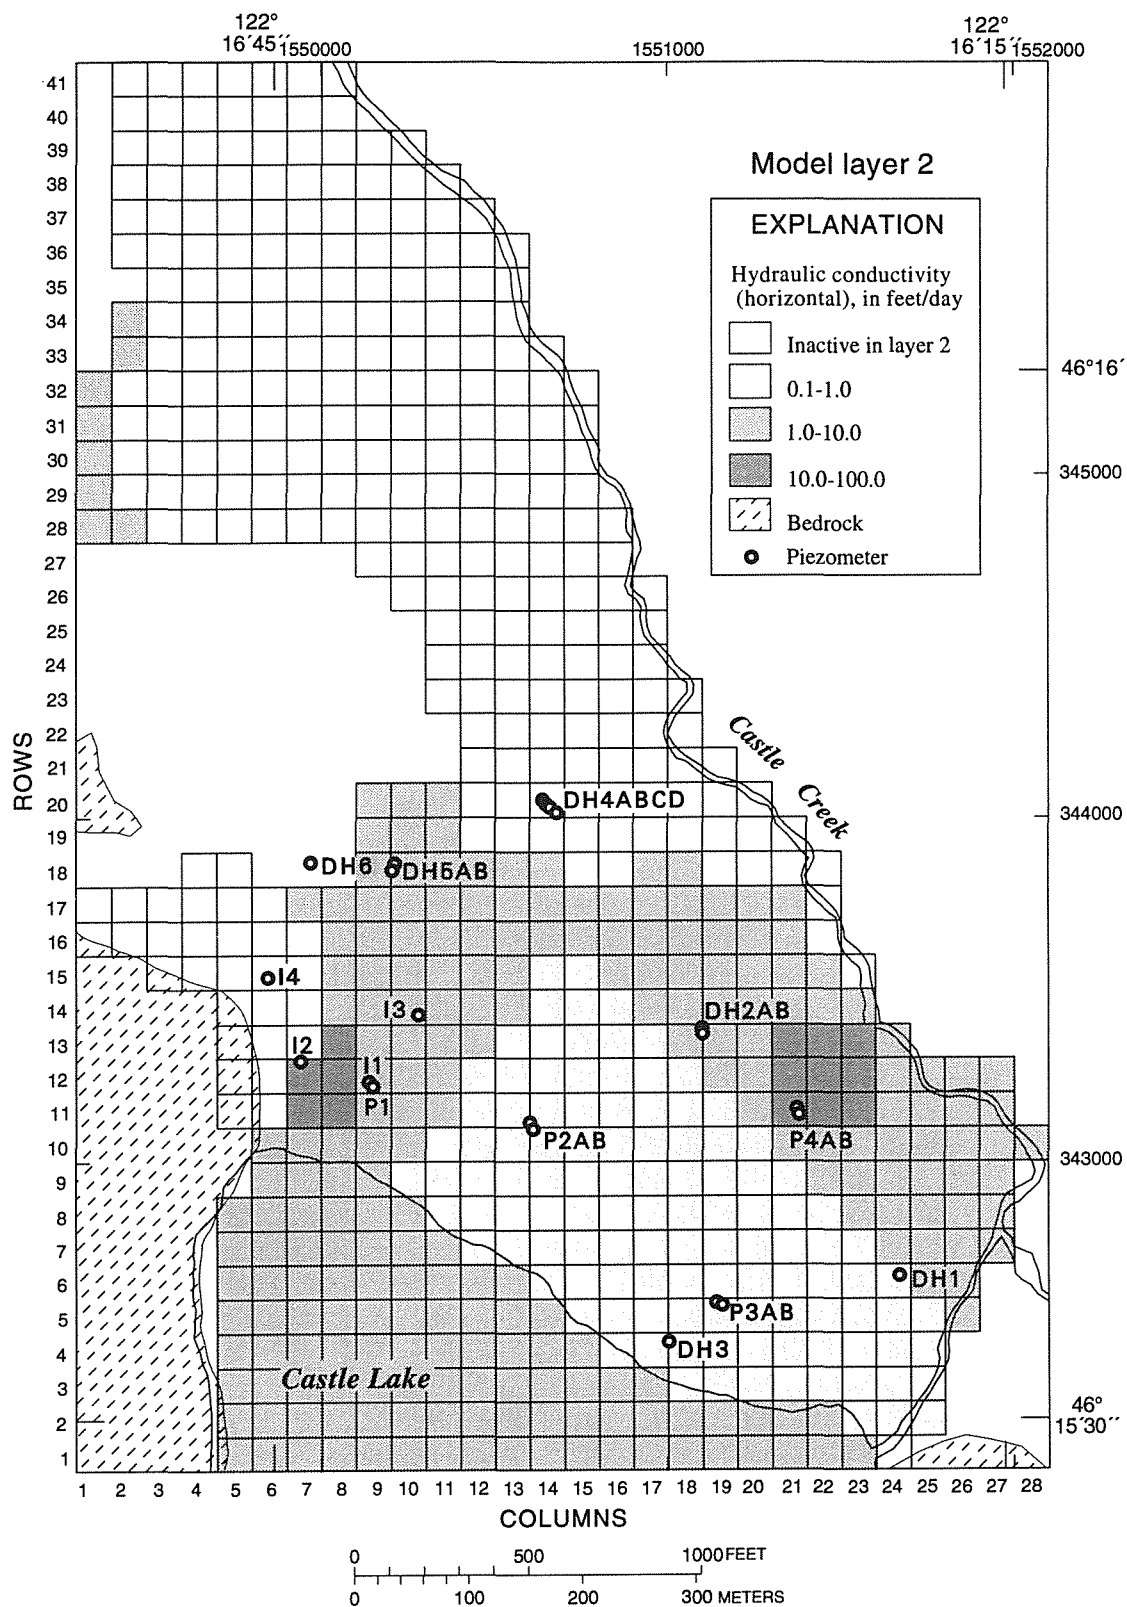 122° 122°
16´45´´ 1550000 1551000 16´15´´ 1552000
Model layer 2
EXPLANATION
Hydraulic conductivity
(horizontal), in feet/day
Inactive in layer 2
0.1-1.0
1.0-10.0
10.0-100.0
Bedrock
Piezometer
41
40
39
38
37
36
35
34
33
32
31
30
29
28
27
26
25
24
23
22
21
20
19
18
17
16
15
14
13
12
11
10
9
8
7
6
5
4
3
2
1
ROWS
46°16´
345000
344000
343000
46°
15´30´´
Castle
Creek
DH4ABCD
DH6
DH5AB
I4
I3
DH2AB
I2
I1
P1
P2AB
P4AB
DH1
P3AB
DH3
Castle Lake
1 2 3 4 5 6 7 8 9 10 11 12 13 14 15 16 17 18 19 20 21 22 23 24 25 26 27 28
COLUMNS
0 500 1000 FEET
0 100 200 300 METERS